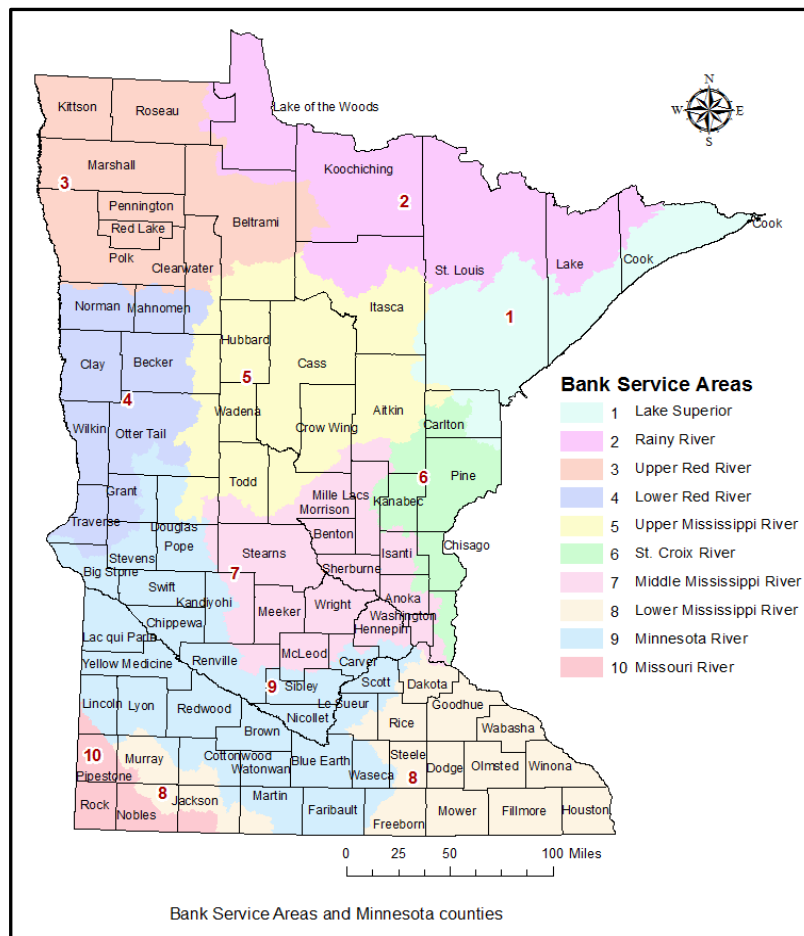 N
W E
S
Kittson Roseau Lake of the Woods
Koochiching
Marshall
3 2
Pennington
Beltrami Cook
Red Lake
Polk Cook
Clearwater St. Louis Lake
Norman Mahnomen Itasca
1
Hubbard
Clay Becker Cass
5
4
Wadena Aitkin
Crow Wing
Wilkin Otter Tail Carlton
6 Pine
Todd
Grant Mille Lacs Kanabec
Morrison
Traverse Douglas
Pope Benton
Stevens Stearns Isanti Chisago
Big Stone Sherburne
7
Swift
Kandiyohi Anoka
Meeker Wright
Chippewa Washington
Hennepin
Lac qui Parle
McLeod
Yellow Medicine Renville Carver
9 Sibley Scott
Dakota
Lincoln Lyon Le Sueur Goodhue
Redwood Nicollet
Rice Wabasha
Brown
10 Murray Cottonwood Blue Earth Steele
Pipestone Watonwan Waseca Dodge Olmsted Winona
8 8
Rock Jackson Martin
Nobles Faribault Freeborn Mower Fillmore Houston
Bank Service Areas
1 Lake Superior
2 Rainy River
3 Upper Red River
4 Lower Red River
5 Upper Mississippi River
6 St. Croix River
7 Middle Mississippi River
8 Lower Mississippi River
9 Minnesota River
10 Missouri River
0 25 50 100 Miles
Bank Service Areas and Minnesota counties